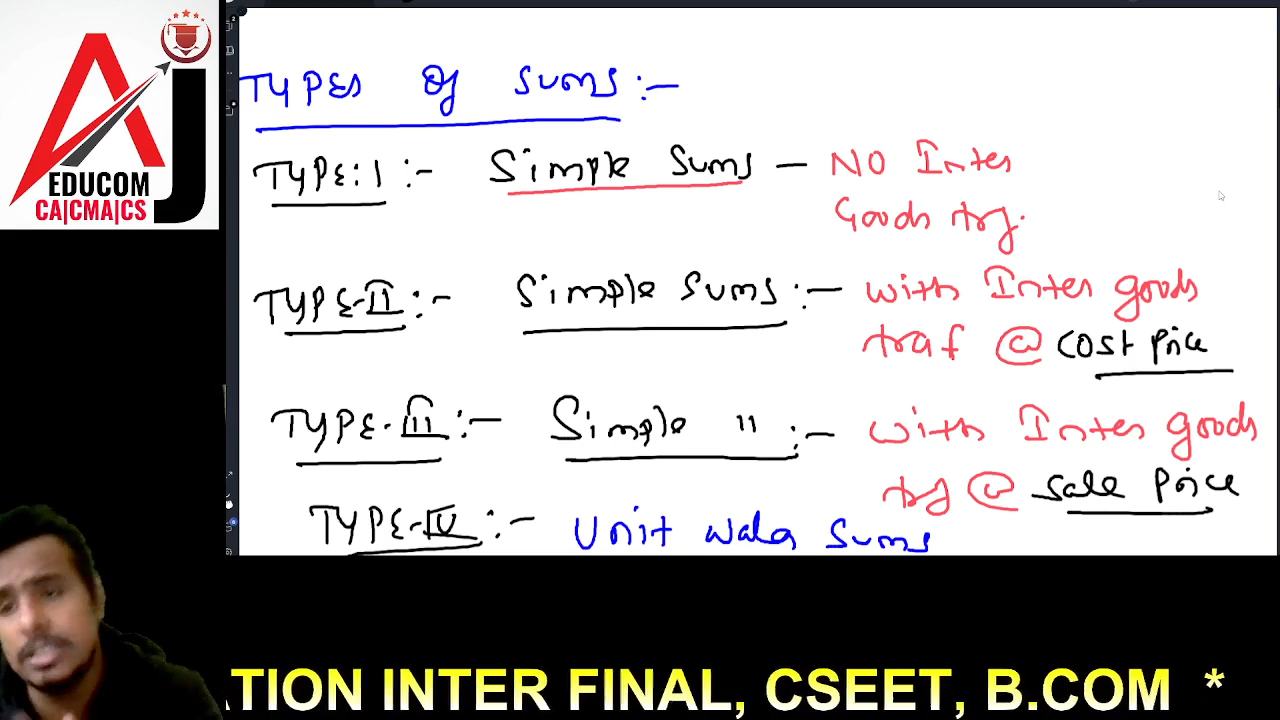 AJ
EDUCOM
CA|CMA|CS
TYPES Of Sums :-
TYPE:1 :- Simple Sums - NO Inter
Goods trf.
TYPE-II :- Simple Sums :- with Inter goods
traf @ cost price
TYPE-III :- Simple " :- with Inter goods
trf @ sale price
TYPE-IV :- Unit wala sums
ATION INTER FINAL, CSEET, B.COM *